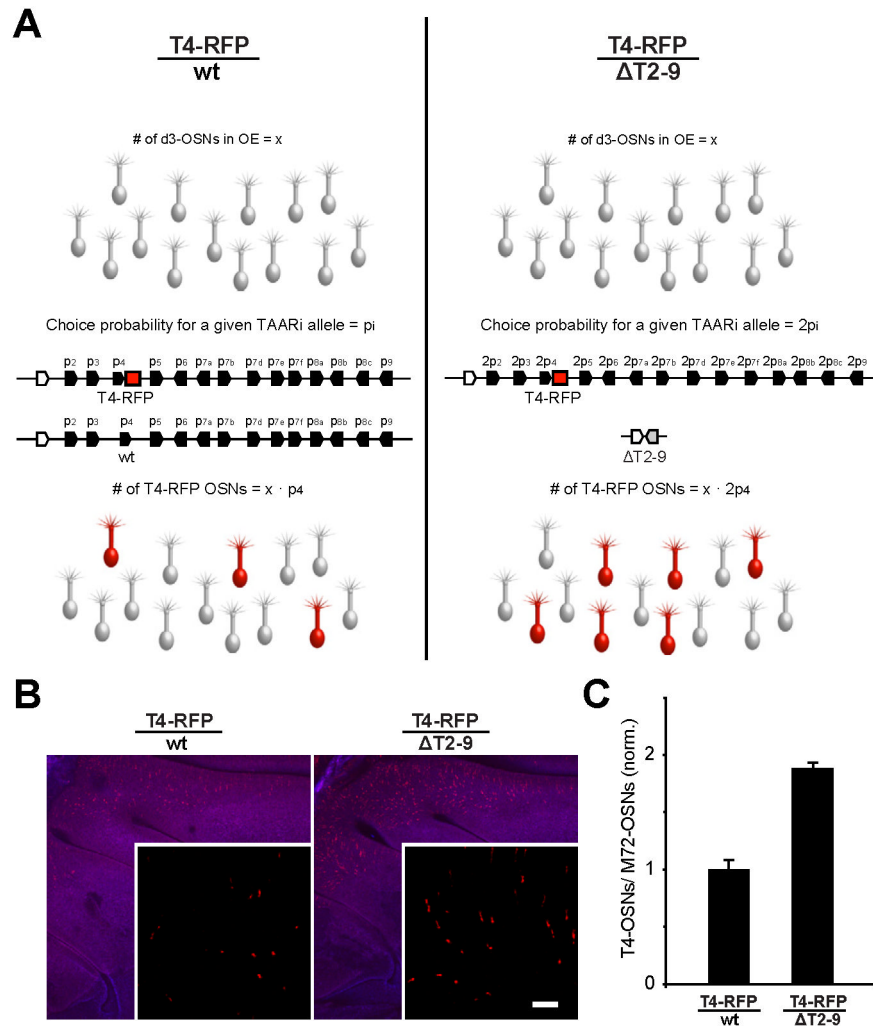 A
T4-RFP
wt
# of d3-OSNs in OE = x
Choice probability for a given TAARi allele = pi
p2 p3 p4 p5 p6 p7a p7b p7d p7e p7f p8a p8b p8c p9
T4-RFP
p2 p3 p4 p5 p6 p7a p7b p7d p7e p7f p8a p8b p8c p9
wt
# of T4-RFP OSNs = x · p4
T4-RFP
ΔT2-9
# of d3-OSNs in OE = x
Choice probability for a given TAARi allele = 2pi
2p2 2p3 2p4 2p5 2p6 2p7a 2p7b 2p7d 2p7e 2p7f 2p8a 2p8b 2p8c 2p9
T4-RFP
ΔT2-9
# of T4-RFP OSNs = x · 2p4
B
T4-RFP
wt
T4-RFP
ΔT2-9
C
T4-OSNs/ M72-OSNs (norm.)
2
1
0
T4-RFP
wt
T4-RFP
ΔT2-9